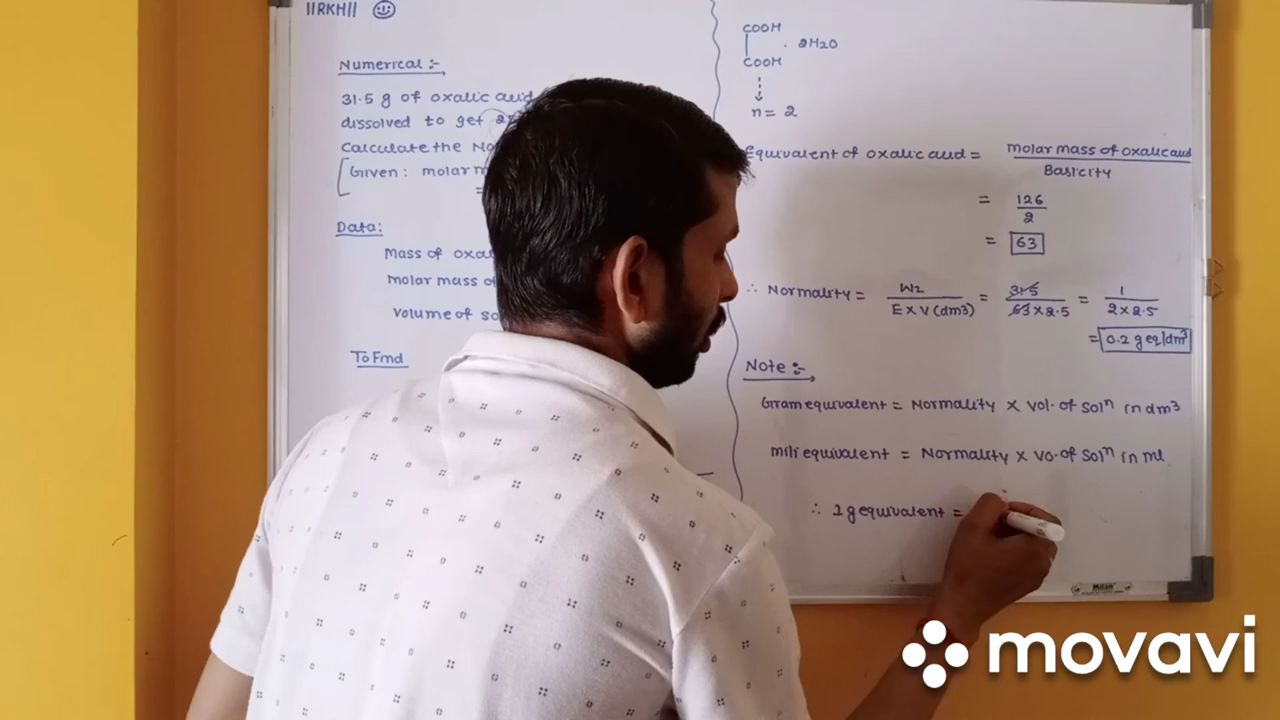 ||RKH||
Numerical :-
31.5 g of oxalic acid
dissolved to get
Calculate the
Given: molar
=
Data:
Mass of
molar mass of
Volume of
To Find
COOH
COOH
. 2H2O
n = 2
Equivalent of oxalic acid = molar mass of oxalic acid
Basicity
= 126
2
= 63
∴ Normality = W2 / E x V (dm3) = 31.5 / 63 x 2.5 = 1 / 2 x 2.5
= 0.2 g eq/dm3
Note :-
Gram equivalent = Normality x vol. of soln in dm3
mili equivalent = Normality x vo. of soln in ml
∴ 1 g equivalent =
movavi